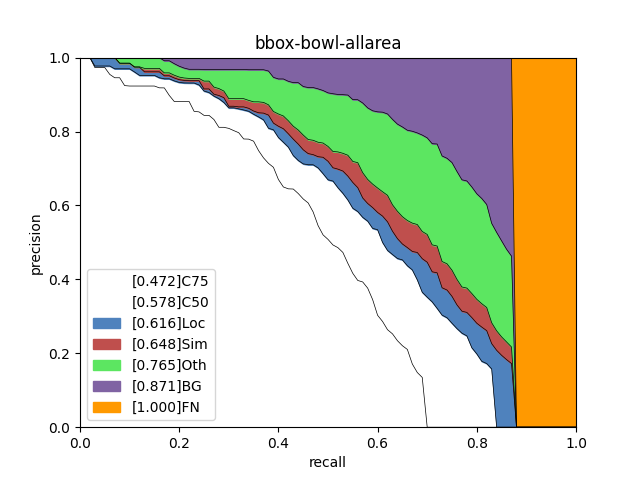 bbox-bowl-allarea
1.0
0.8
0.6
0.4
0.2
0.0
precision
[0.472]C75
[0.578]C50
[0.616]Loc
[0.648]Sim
[0.765]Oth
[0.871]BG
[1.000]FN
0.0 0.2 0.4 0.6 0.8 1.0
recall